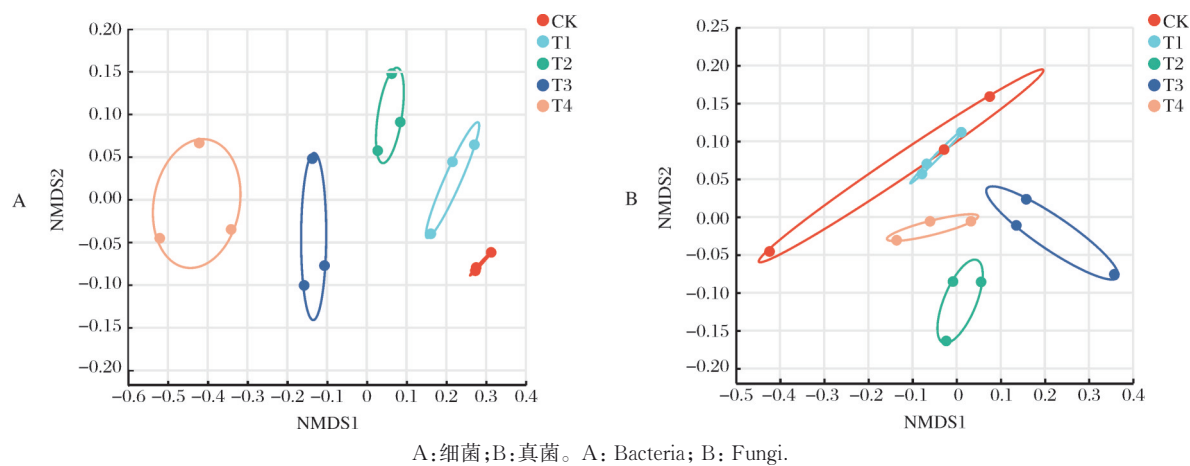 A
NMDS2
0.20
0.15
0.10
0.05
0.00
−0.05
−0.10
−0.15
−0.20
−0.6 −0.5 −0.4 −0.3 −0.2 −0.1 0 0.1 0.2 0.3 0.4
NMDS1
CK
T1
T2
T3
T4
B
NMDS2
0.25
0.20
0.15
0.10
0.05
0.00
−0.05
−0.10
−0.15
−0.20
−0.5 −0.4 −0.3 −0.2 −0.1 0 0.1 0.2 0.3 0.4
NMDS1
CK
T1
T2
T3
T4
A:细菌;B:真菌。A: Bacteria; B: Fungi.